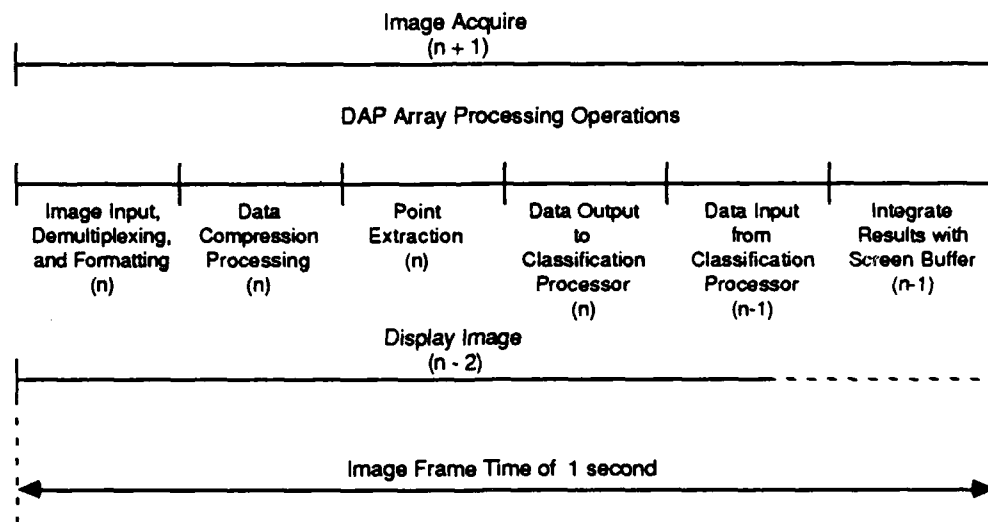 Image Acquire
(n + 1)
DAP Array Processing Operations
Image Input,
Demultiplexing,
and Formatting
(n)
Data
Compression
Processing
(n)
Point
Extraction
(n)
Data Output
to
Classification
Processor
(n)
Data Input
from
Classification
Processor
(n-1)
Integrate
Results with
Screen Buffer
(n-1)
Display Image
(n - 2)
Image Frame Time of 1 second